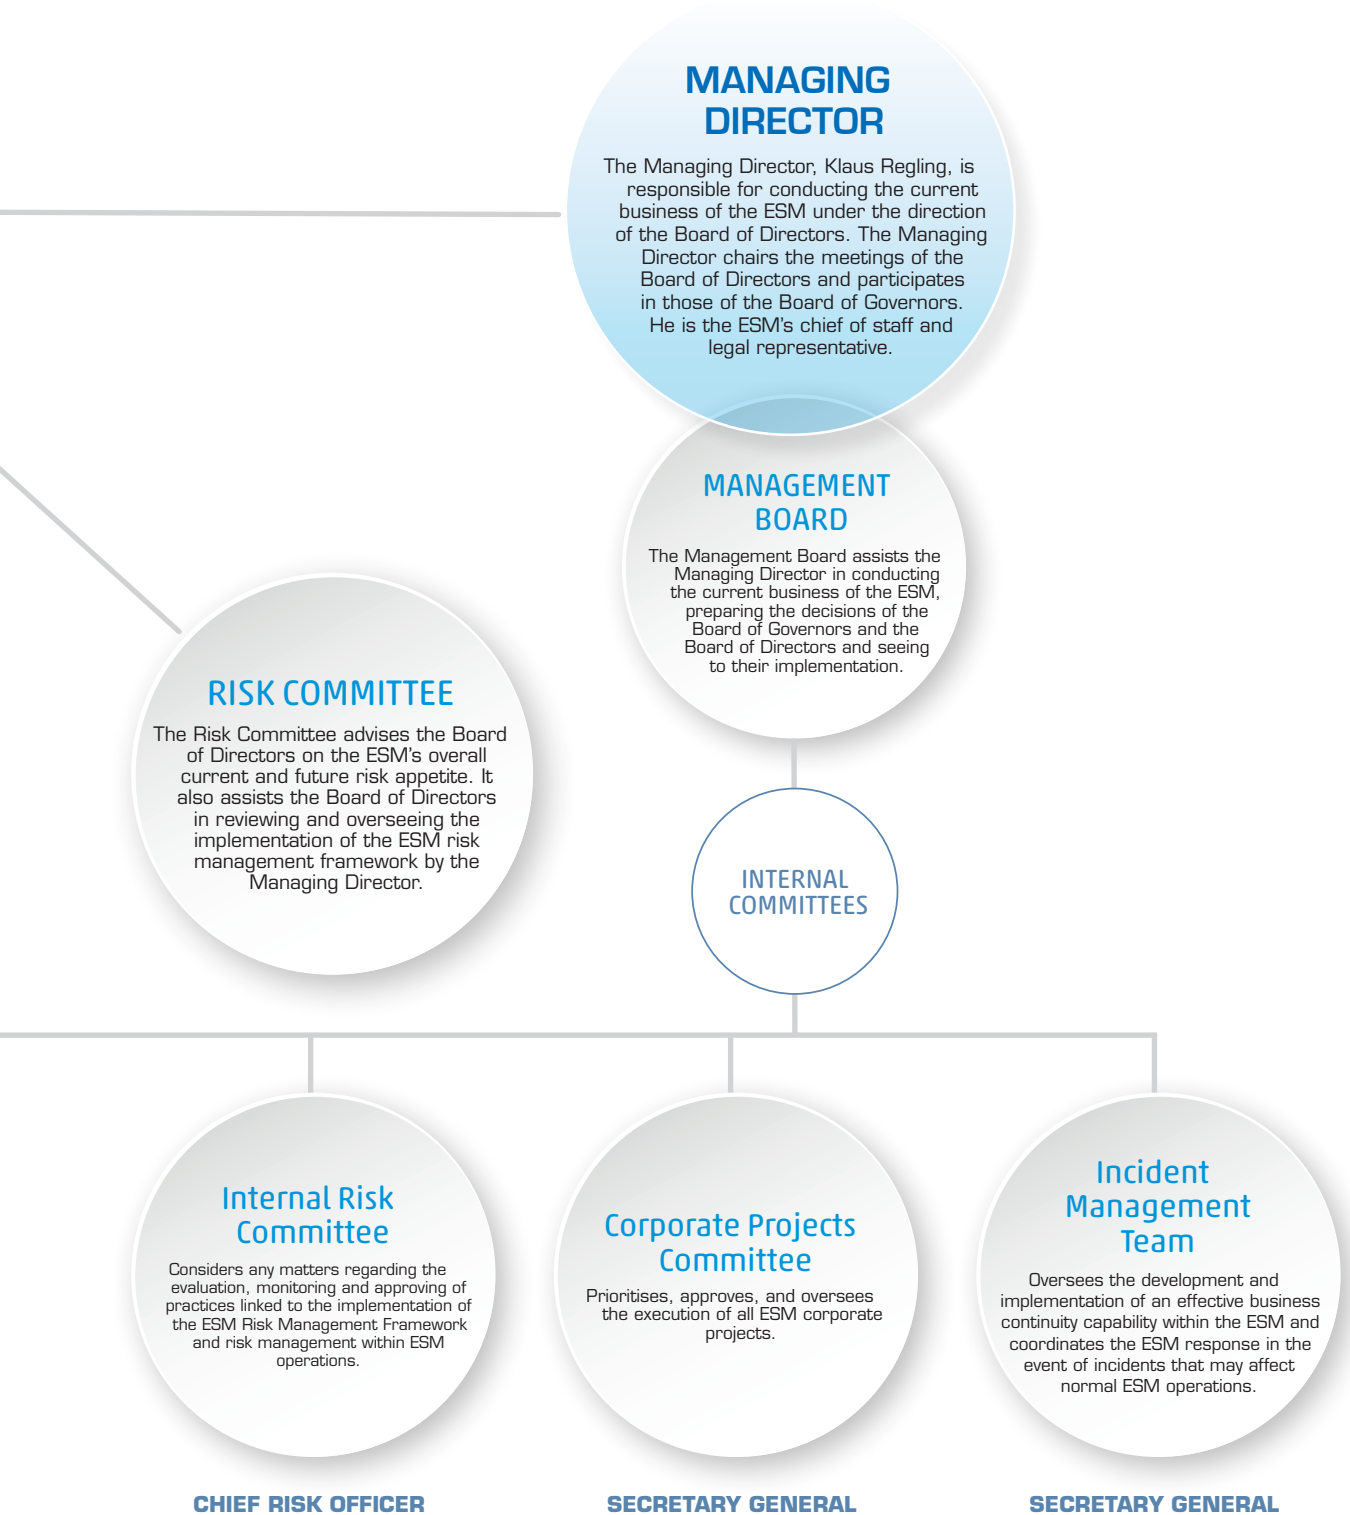 MANAGING
DIRECTOR
The Managing Director, Klaus Regling, is
responsible for conducting the current
business of the ESM under the direction
of the Board of Directors. The Managing
Director chairs the meetings of the
Board of Directors and participates
in those of the Board of Governors.
He is the ESM’s chief of staff and
legal representative.
MANAGEMENT
BOARD
The Management Board assists the
Managing Director in conducting
the current business of the ESM,
preparing the decisions of the
Board of Governors and the
Board of Directors and seeing
to their implementation.
RISK COMMITTEE
The Risk Committee advises the Board
of Directors on the ESM’s overall
current and future risk appetite. It
also assists the Board of Directors
in reviewing and overseeing the
implementation of the ESM risk
management framework by the
Managing Director.
INTERNAL
COMMITTEES
Internal Risk
Committee
Considers any matters regarding the
evaluation, monitoring and approving of
practices linked to the implementation of
the ESM Risk Management Framework
and risk management within ESM
operations.
CHIEF RISK OFFICER
Corporate Projects
Committee
Prioritises, approves, and oversees
the execution of all ESM corporate
projects.
SECRETARY GENERAL
Incident
Management
Team
Oversees the development and
implementation of an effective business
continuity capability within the ESM and
coordinates the ESM response in the
event of incidents that may affect
normal ESM operations.
SECRETARY GENERAL